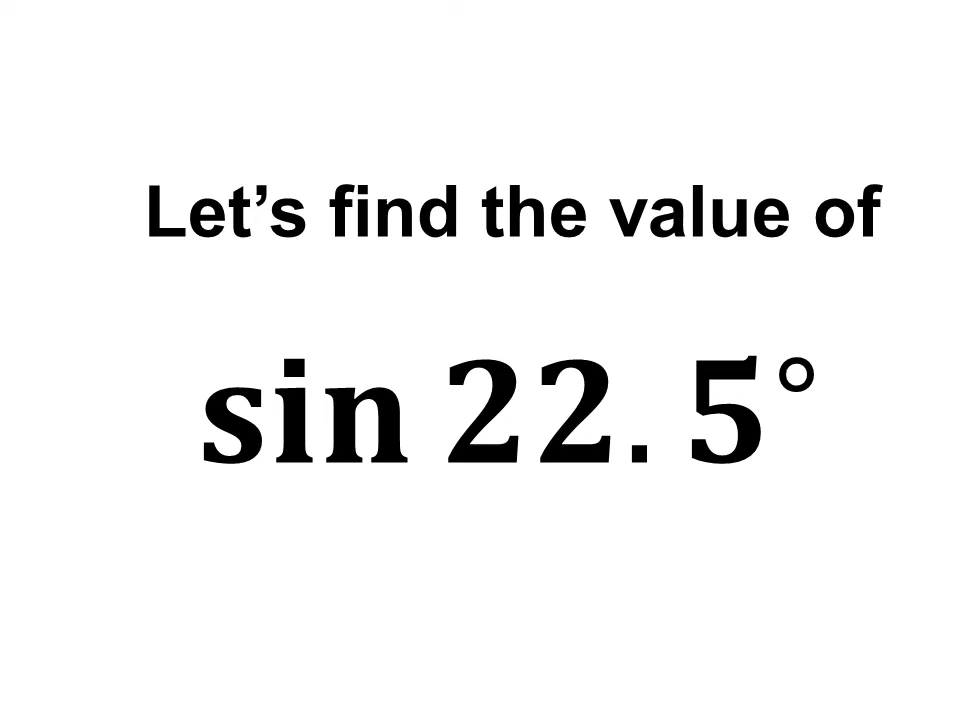 Let’s find the value of
sin 22.5°